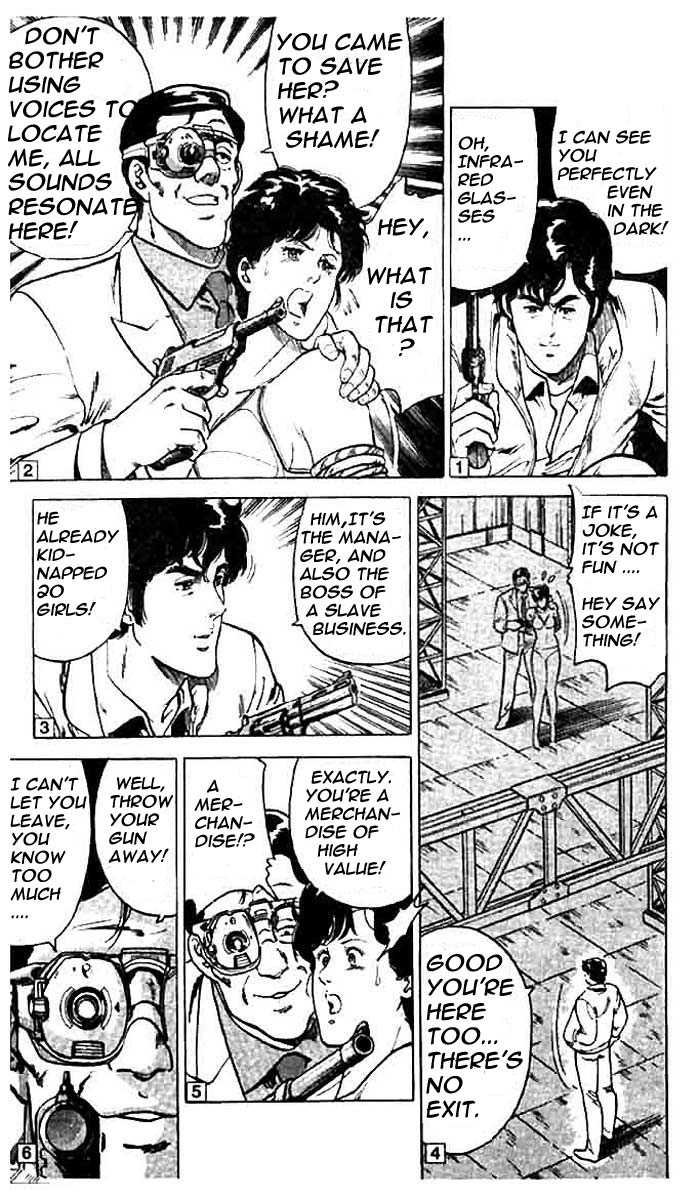 I CAN SEE
YOU
PERFECTLY
EVEN
IN THE
DARK!
OH,
INFRA-
RED
GLAS-
SES
...
1
YOU CAME
TO SAVE
HER?
WHAT A
SHAME!
HEY,
WHAT
IS
THAT
?
DON'T
BOTHER
USING
VOICES TO
LOCATE
ME, ALL
SOUNDS
RESONATE
HERE!
2
HIM,IT'S
THE MANA-
GER, AND
ALSO THE
BOSS OF
A SLAVE
BUSINESS.
HE
ALREADY
KID-
NAPPED
20
GIRLS!
3
IF IT'S A
JOKE,
IT'S NOT
FUN ....
HEY SAY
SOME-
THING!
GOOD
YOU'RE
HERE
TOO...
THERE'S
NO
EXIT.
4
EXACTLY.
YOU'RE A
MERCHAN-
DISE OF
HIGH
VALUE!
A
MER-
CHAN-
DISE!?
5
WELL,
THROW
YOUR
GUN
AWAY!
I CAN'T
LET YOU
LEAVE,
YOU
KNOW
TOO
MUCH
....
6